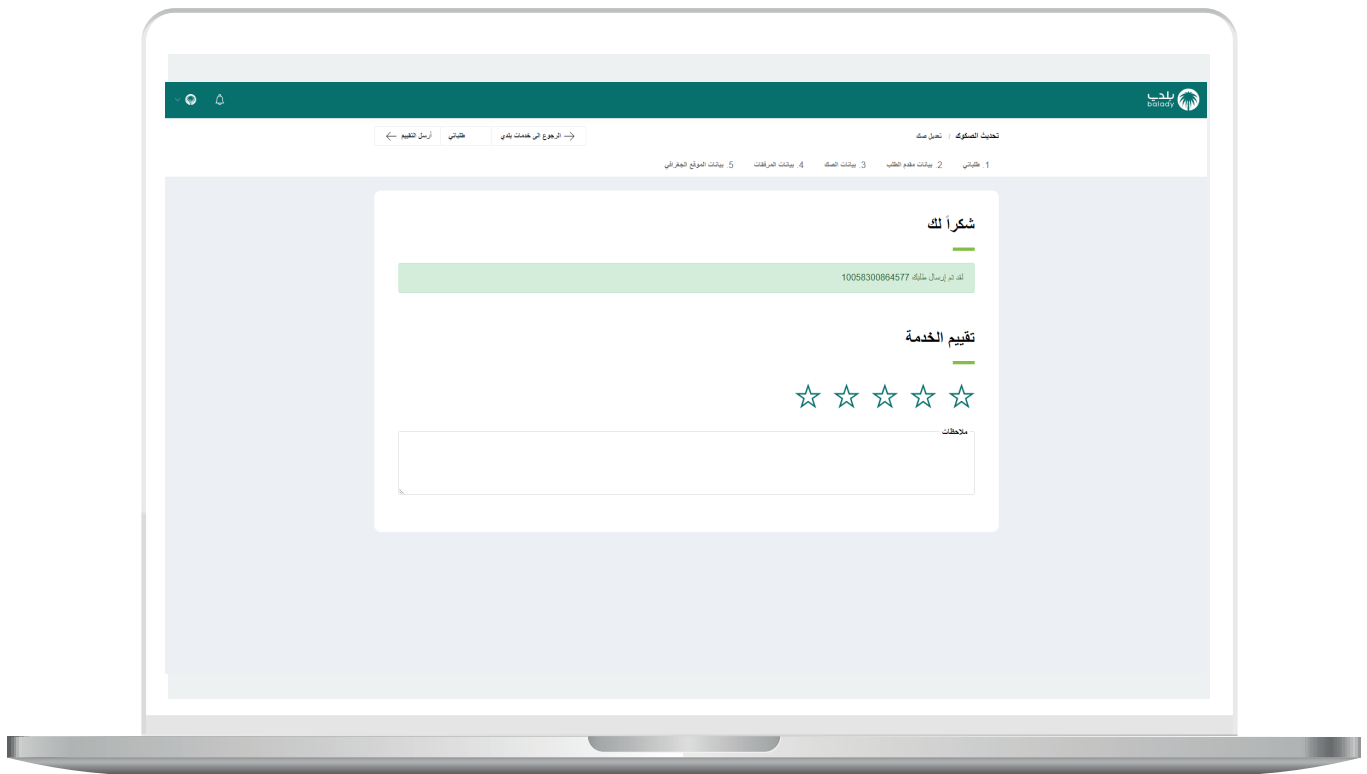 بلدي
balady
تحديث الصكوك / تعديل صك
الرجوع الى خدمات بلدي
طلباتي
أرسل التقييم
1. طلباتي
2. بيانات مقدم الطلب
3. بيانات الصك
4. بيانات المرفقات
5. بيانات الموقع الجغرافي
شكراً لك
لقد تم إرسال طلبك 10058300864577
تقييم الخدمة
ملاحظات